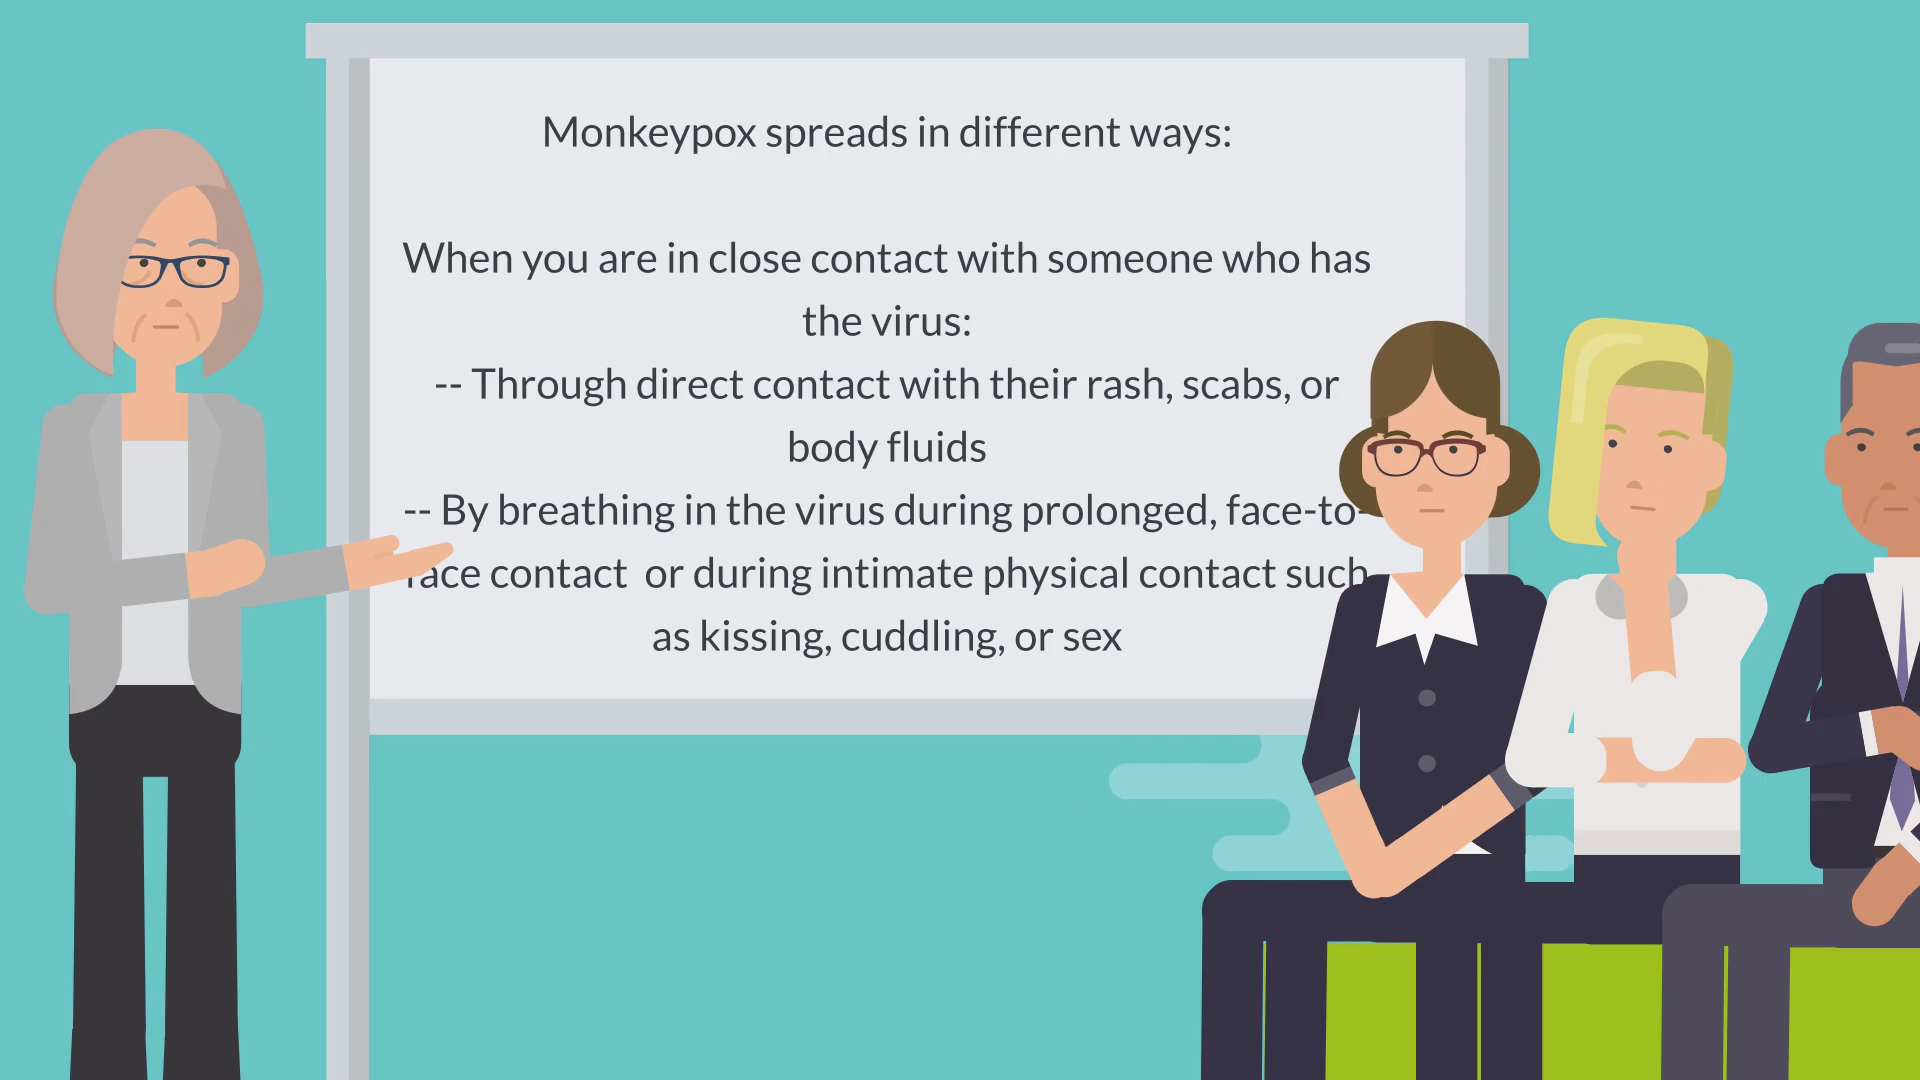 Monkeypox spreads in different ways:
When you are in close contact with someone who has
the virus:
-- Through direct contact with their rash, scabs, or
body fluids
-- By breathing in the virus during prolonged, face-to-
face contact or during intimate physical contact such
as kissing, cuddling, or sex